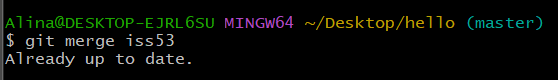 Alina@DESKTOP-EJRL6SU MINGW64 ~/Desktop/hello (master)
$ git merge iss53
Already up to date.